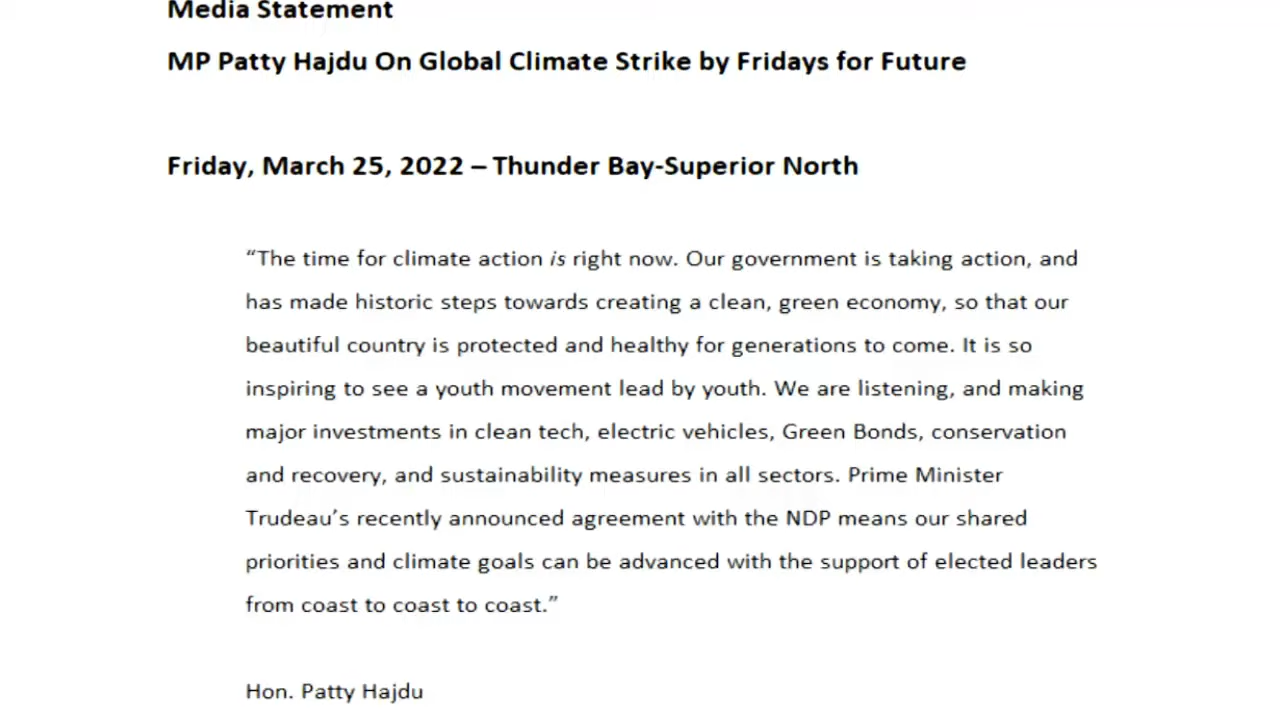 Media Statement
MP Patty Hajdu On Global Climate Strike by Fridays for Future
Friday, March 25, 2022 – Thunder Bay-Superior North
“The time for climate action is right now. Our government is taking action, and
has made historic steps towards creating a clean, green economy, so that our
beautiful country is protected and healthy for generations to come. It is so
inspiring to see a youth movement lead by youth. We are listening, and making
major investments in clean tech, electric vehicles, Green Bonds, conservation
and recovery, and sustainability measures in all sectors. Prime Minister
Trudeau’s recently announced agreement with the NDP means our shared
priorities and climate goals can be advanced with the support of elected leaders
from coast to coast to coast.”
Hon. Patty Hajdu